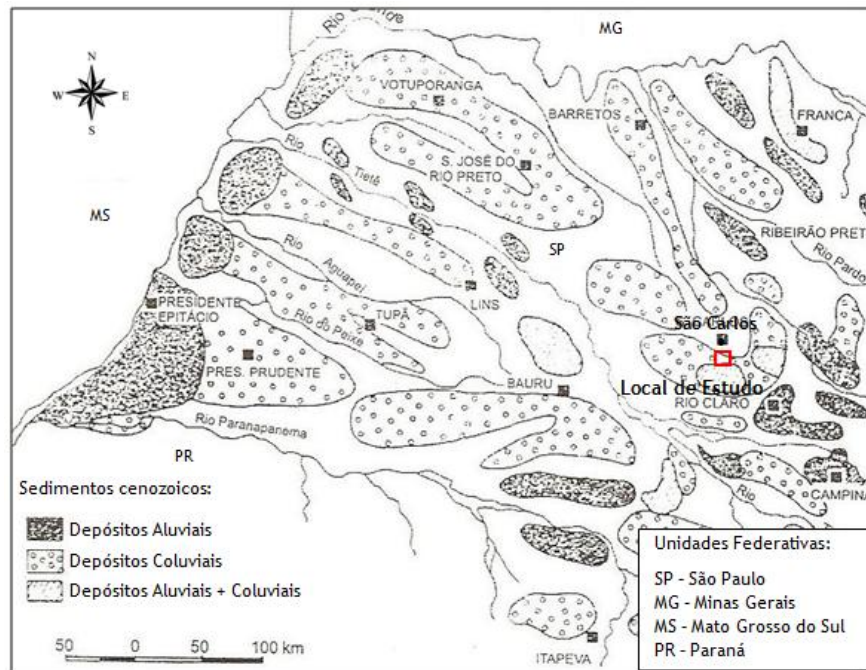 MG
Rio Grande
N
W E
S
VOTUPORANGA
BARRETOS
FRANCA
Rio
Tietê
S. JOSÉ DO
RIO PRETO
MS
SP
RIBEIRÃO PRET
Rio Pardo
Rio
Aguapeí
LINS
PRESIDENTE
EPITÁCIO
Rio do Peixe
TUPÃ
São Carlos
PRES. PRUDENTE
BAURU
Local de Estudo
RIO CLARO
Rio Paranapanema
PR
Rio
CAMPINA
Sedimentos cenozoicos:
Depósitos Aluviais
Depósitos Coluviais
Depósitos Aluviais + Coluviais
50 0 50 100 km
ITAPEVA
Unidades Federativas:
SP - São Paulo
MG - Minas Gerais
MS - Mato Grosso do Sul
PR - Paraná